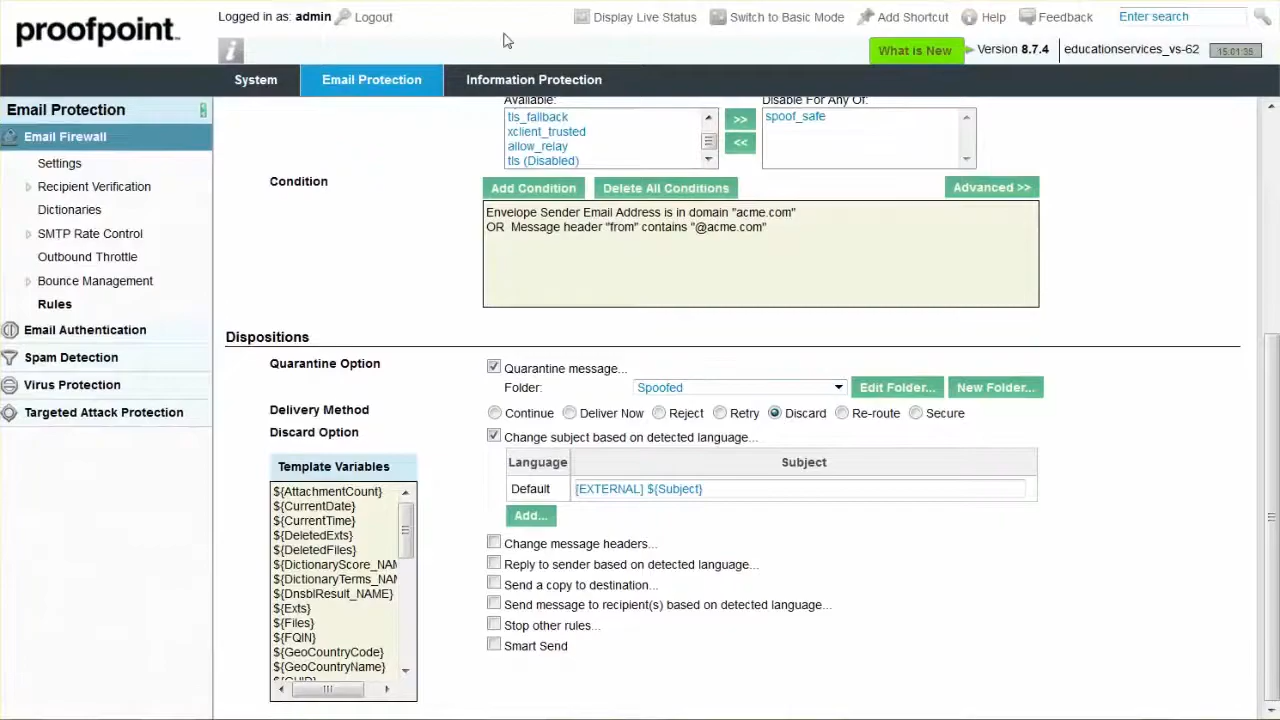 proofpoint.
Logged in as: admin Logout
Display Live Status Switch to Basic Mode Add Shortcut Help Feedback Enter search
What is New Version 8.7.4 educationservices_vs-62 15:01:35
System Email Protection Information Protection
Email Protection
Email Firewall
Settings
Recipient Verification
Dictionaries
SMTP Rate Control
Outbound Throttle
Bounce Management
Rules
Email Authentication
Spam Detection
Virus Protection
Targeted Attack Protection
Available: Disable For Any Of:
tls_fallback
xclient_trusted
allow_relay
tls (Disabled)
>>
<<
spoof_safe
Condition
Add Condition Delete All Conditions Advanced >>
Envelope Sender Email Address is in domain "acme.com"
OR Message header "from" contains "@acme.com"
Dispositions
Quarantine Option
Quarantine message...
Folder: Spoofed Edit Folder... New Folder...
Delivery Method
Continue Deliver Now Reject Retry Discard Re-route Secure
Discard Option
Change subject based on detected language...
Language Subject
Default [EXTERNAL] ${Subject}
Add...
Template Variables
${AttachmentCount}
${CurrentDate}
${CurrentTime}
${DeletedExts}
${DeletedFiles}
${DictionaryScore_NAM
${DictionaryTerms_NAM
${DnsblResult_NAME}
${Exts}
${Files}
${FQIN}
${GeoCountryCode}
${GeoCountryName}
${GUID}
Change message headers...
Reply to sender based on detected language...
Send a copy to destination...
Send message to recipient(s) based on detected language...
Stop other rules...
Smart Send